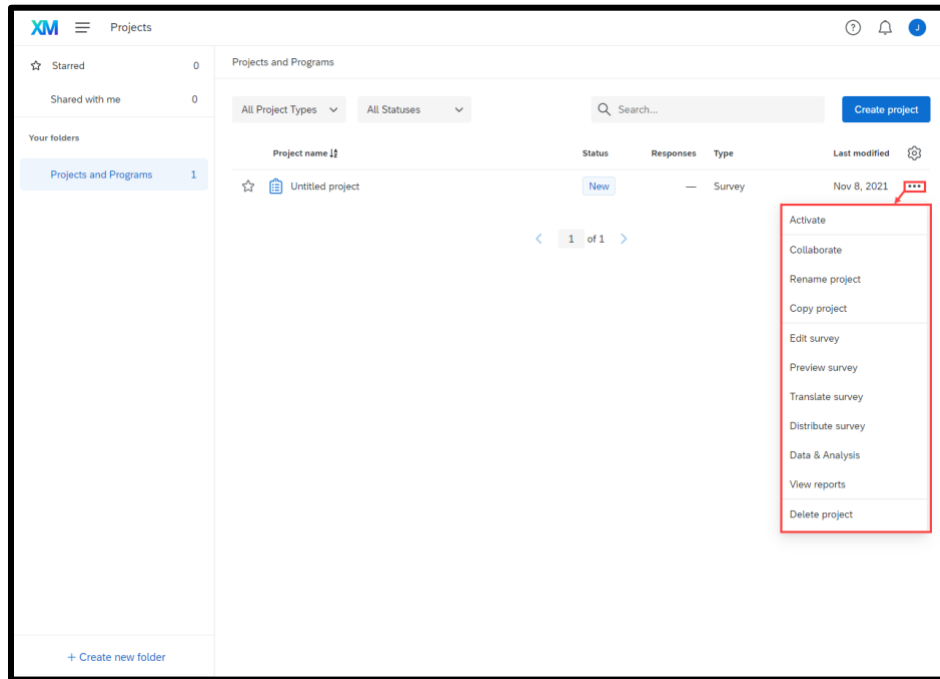 XM Projects J
Starred 0
Shared with me 0
Your folders
Projects and Programs 1
+ Create new folder
Projects and Programs
All Project Types All Statuses Search... Create project
Project name Status Responses Type Last modified
Untitled project New — Survey Nov 8, 2021 •••
1 of 1
Activate
Collaborate
Rename project
Copy project
Edit survey
Preview survey
Translate survey
Distribute survey
Data & Analysis
View reports
Delete project